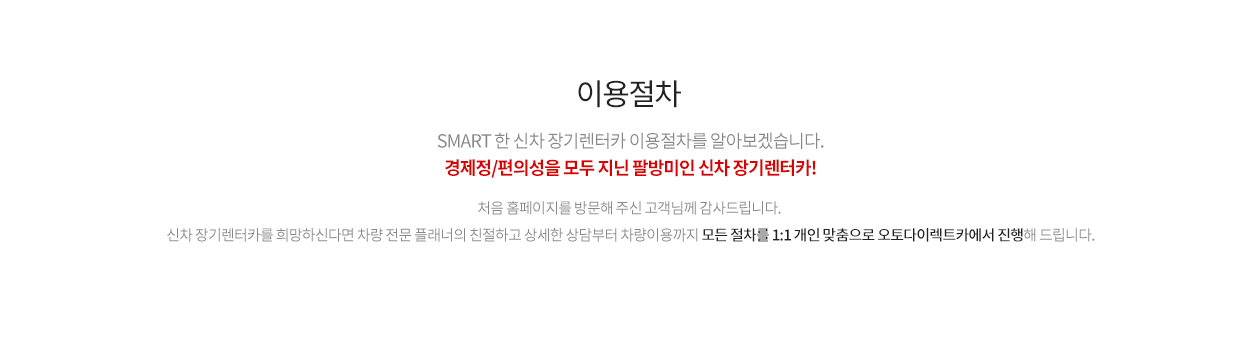 이용절차
SMART 한 신차 장기렌터카 이용절차를 알아보겠습니다.
경제정/편의성을 모두 지닌 팔방미인 신차 장기렌터카!
처음 홈페이지를 방문해 주신 고객님께 감사드립니다.
신차 장기렌터카를 희망하신다면 차량 전문 플래너의 친절하고 상세한 상담부터 차량이용까지 모든 절차를 1:1 개인 맞춤으로 오토다이렉트카에서 진행해 드립니다.